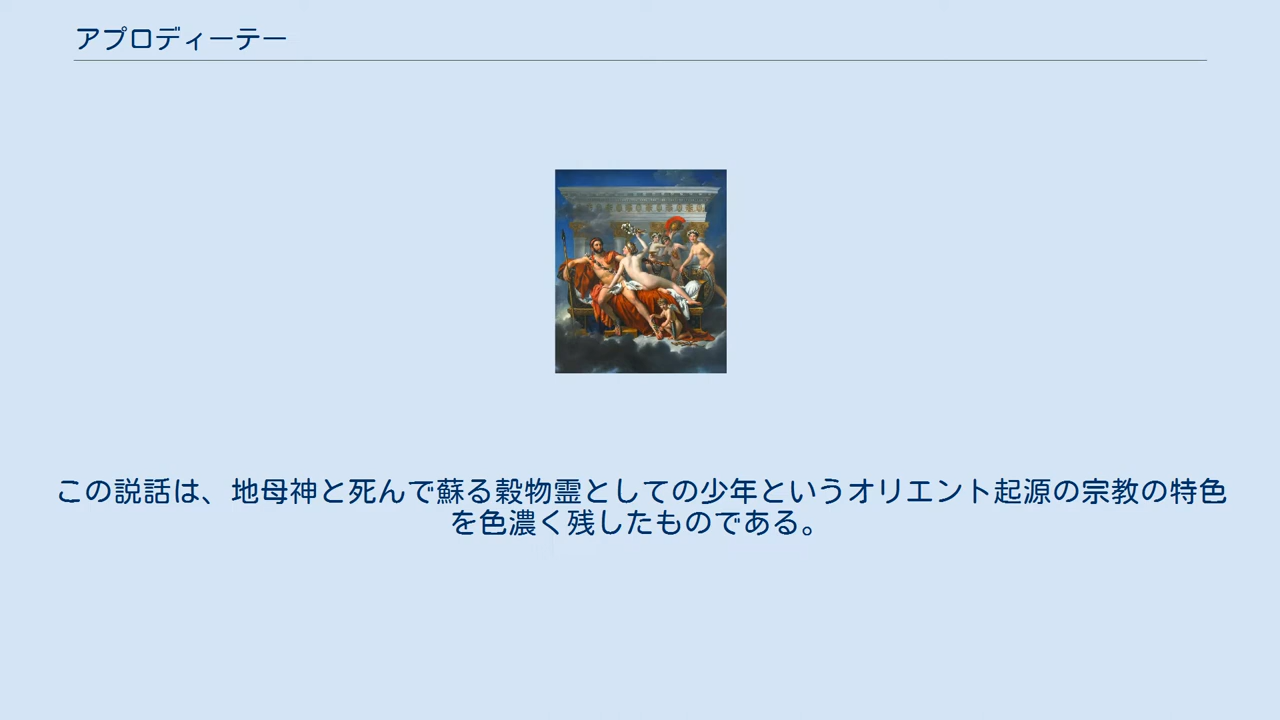 アプロディーテー
この説話は、地母神と死んで蘇る穀物霊としての少年というオリエント起源の宗教の特色
を色濃く残したものである。